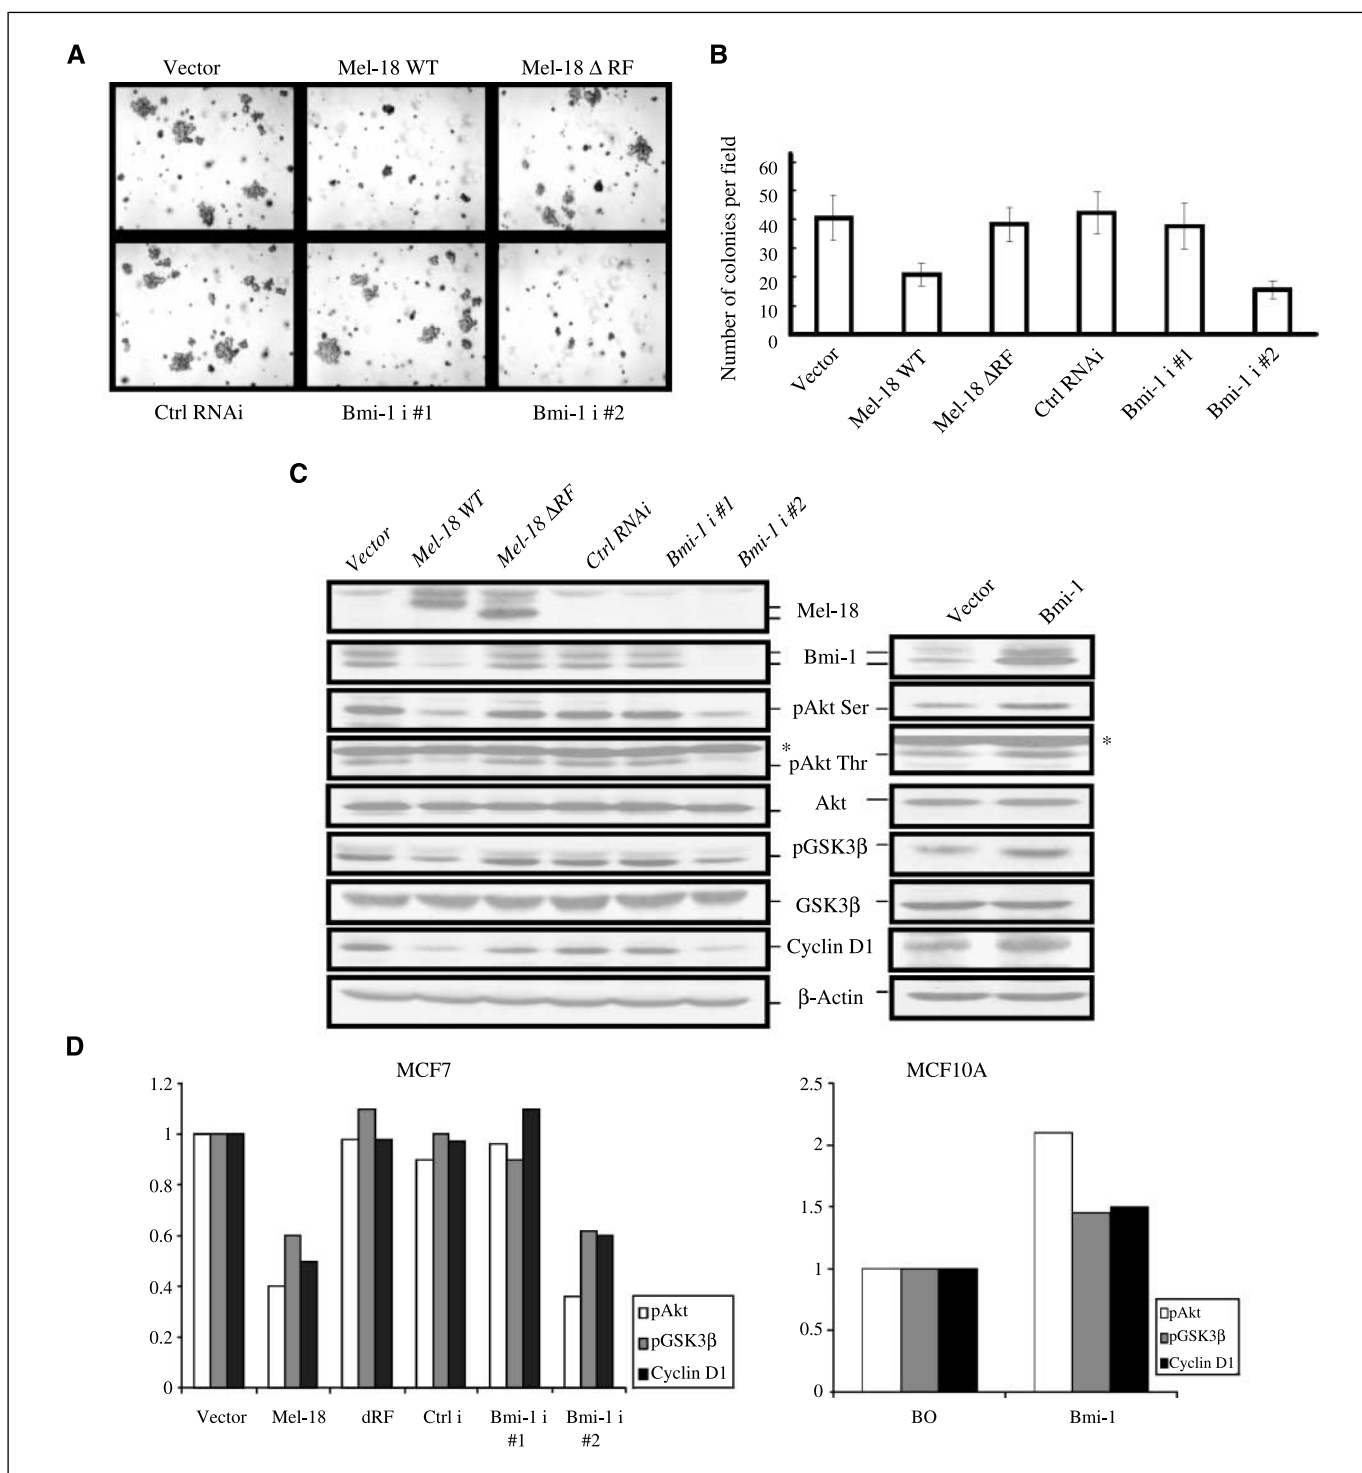 A
Vector
Mel-18 WT
Mel-18 Δ RF
Ctrl RNAi
Bmi-1 i #1
Bmi-1 i #2
B
Number of colonies per field
60
50
40
30
20
10
0
Vector
Mel-18 WT
Mel-18 ΔRF
Ctrl RNAi
Bmi-1 i #1
Bmi-1 i #2
C
Vector
Mel-18 WT
Mel-18 ΔRF
Ctrl RNAi
Bmi-1 i #1
Bmi-1 i #2
Vector
Bmi-1
Mel-18
Bmi-1
pAkt Ser
*
*
pAkt Thr
Akt
pGSK3β
GSK3β
Cyclin D1
β-Actin
D
MCF7
1.2
1
0.8
0.6
0.4
0.2
0
Vector
Mel-18
dRF
Ctrl i
Bmi-1 i
#1
Bmi-1 i
#2
pAkt
pGSK3β
Cyclin D1
MCF10A
2.5
2
1.5
1
0.5
0
BO
Bmi-1
pAkt
pGSK3β
Cyclin D1